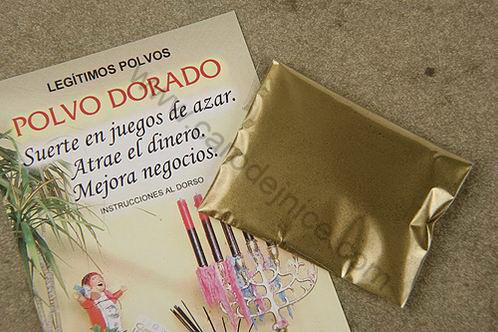 LEGÍTIMOS POLVOS
POLVO DORADO
Suerte en juegos de azar.
Atrae el dinero.
Mejora negocios.
INSTRUCCIONES AL DORSO